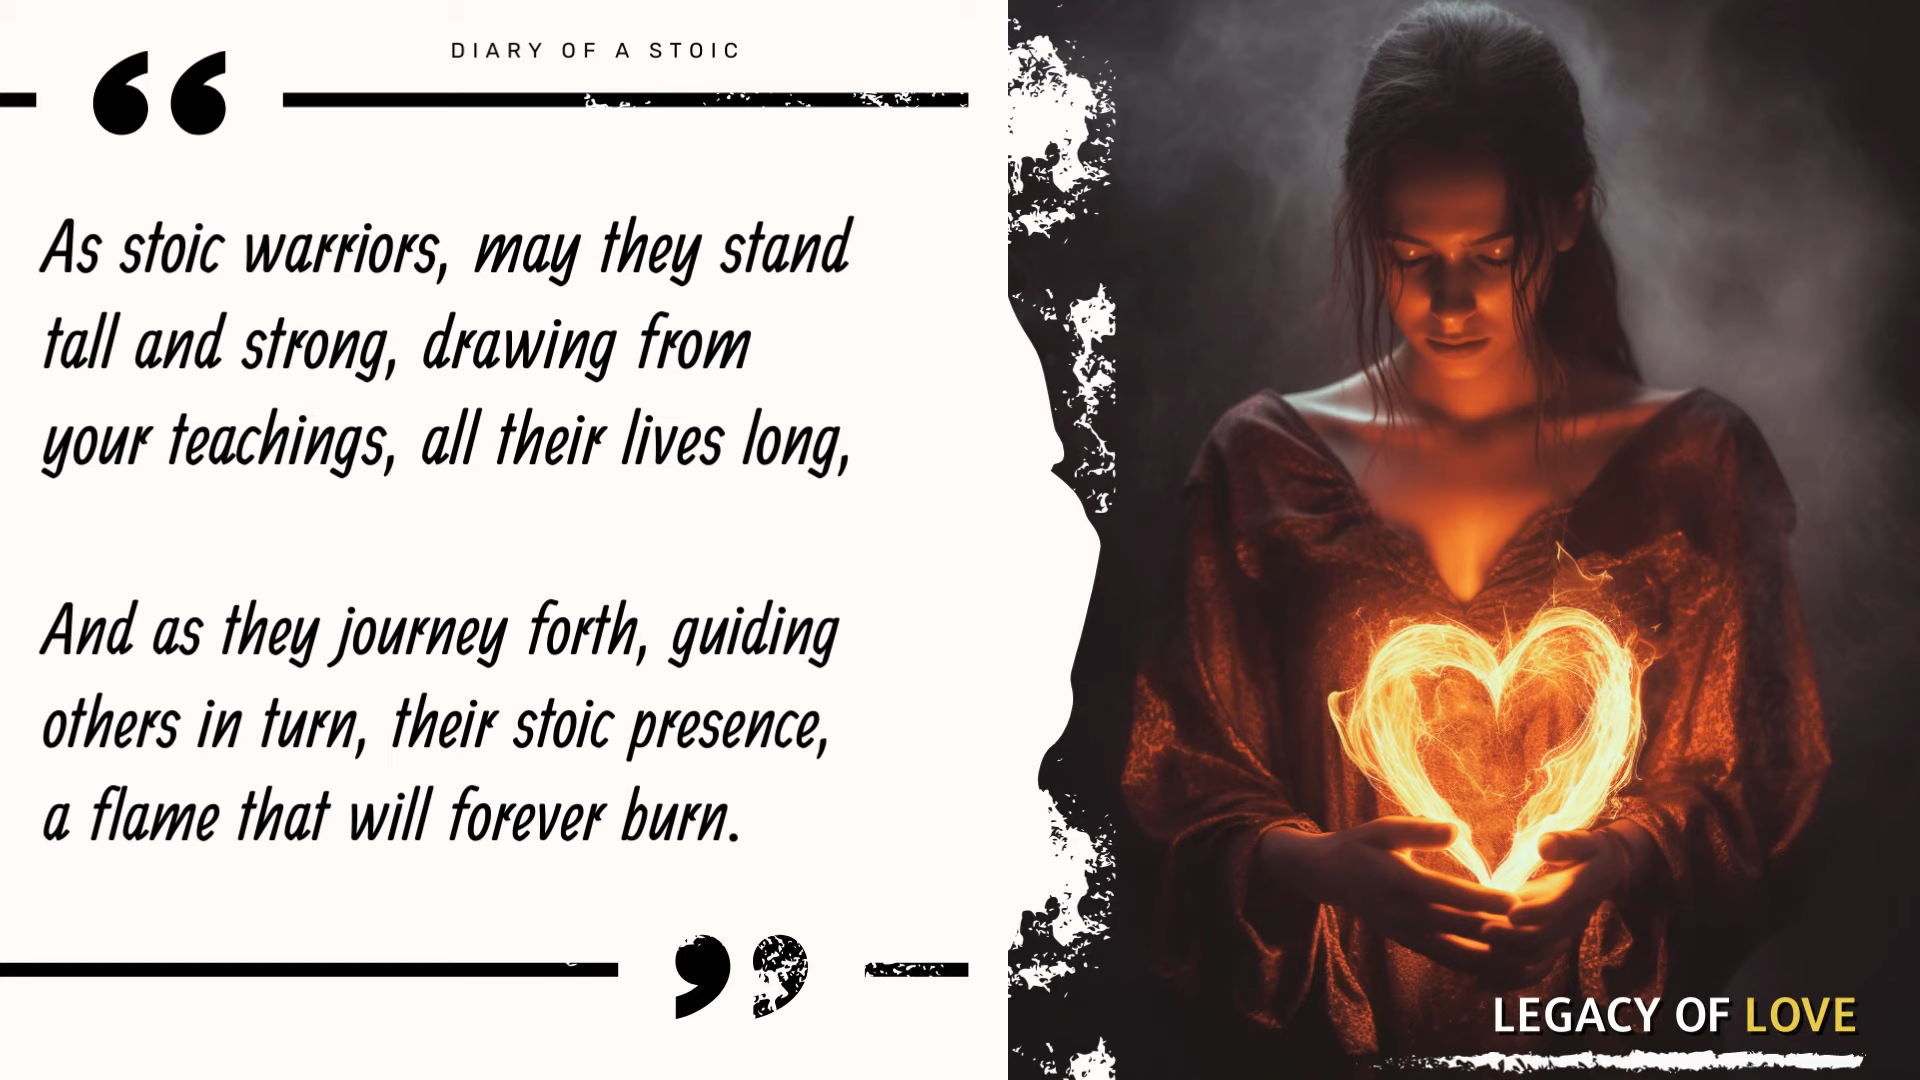 DIARY OF A STOIC
“
As stoic warriors, may they stand
tall and strong, drawing from
your teachings, all their lives long,
And as they journey forth, guiding
others in turn, their stoic presence,
a flame that will forever burn.
”
LEGACY OF LOVE